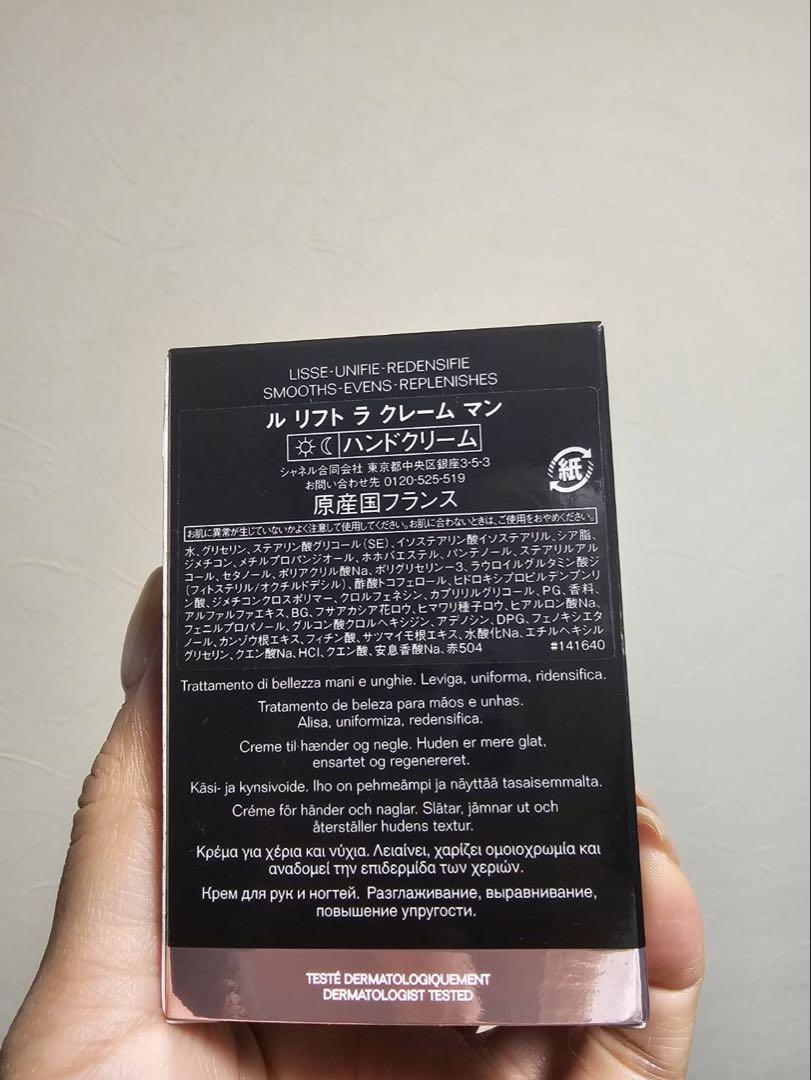 LISSE-UNIFIE-REDENSIFIE
SMOOTHS-EVENS-REPLENISHES
ル リフト ラ クレーム マン
ハンドクリーム
シャネル合同会社 東京都中央区銀座3-5-3
お問い合わせ先 0120-525-519
紙
原産国フランス
お肌に異常が生じていないかよく注意して使用してください。お肌に合わないときは、ご使用をおやめください。
水、グリセリン、ステアリン酸グリコール(SE)、イソステアリン酸イソステアリル、シア脂、
ジメチコン、メチルプロパンジオール、ホホバエステル、パンテノール、ステアリルアル
コール、セタノール、ポリアクリル酸Na、ポリグリセリン-3、ラウロイルグルタミン酸ジ
(フィトステリル/オクチルドデシル)、酢酸トコフェロール、ヒドロキシプロピルデンプンリ
ン酸、ジメチコンクロスポリマー、クロルフェネシン、カプリリルグリコール、PG、香料、
アルファルファエキス、BG、フサアカシア花ロウ、ヒマワリ種子ロウ、ヒアルロン酸Na、
フェニルプロパノール、グルコン酸クロルヘキシジン、アデノシン、DPG、フェノキシエタ
ノール、カンゾウ根エキス、フィチン酸、サツマイモ根エキス、水酸化Na、エチルヘキシル
グリセリン、クエン酸Na、HCl、クエン酸、安息香酸Na、赤504 #141640
Trattamento di bellezza mani e unghie. Leviga, uniforma, ridensifica.
Tratamento de beleza para mãos e unhas.
Alisa, uniformiza, redensifica.
Creme til hænder og negle. Huden er mere glat,
ensartet og regenereret.
Käsi- ja kynsivoide. Iho on pehmeämpi ja näyttää tasaisemmalta.
Créme för händer och naglar. Slätar, jämnar ut och
återställer hudens textur.
Κρέμα για χέρια και νύχια. Λειαίνει, χαρίζει ομοιοχρωμία και
αναδομεί την επιδερμίδα των χεριών.
Крем для рук и ногтей. Разглаживание, выравнивание,
повышение упругости.
TESTÉ DERMATOLOGIQUEMENT
DERMATOLOGIST TESTED